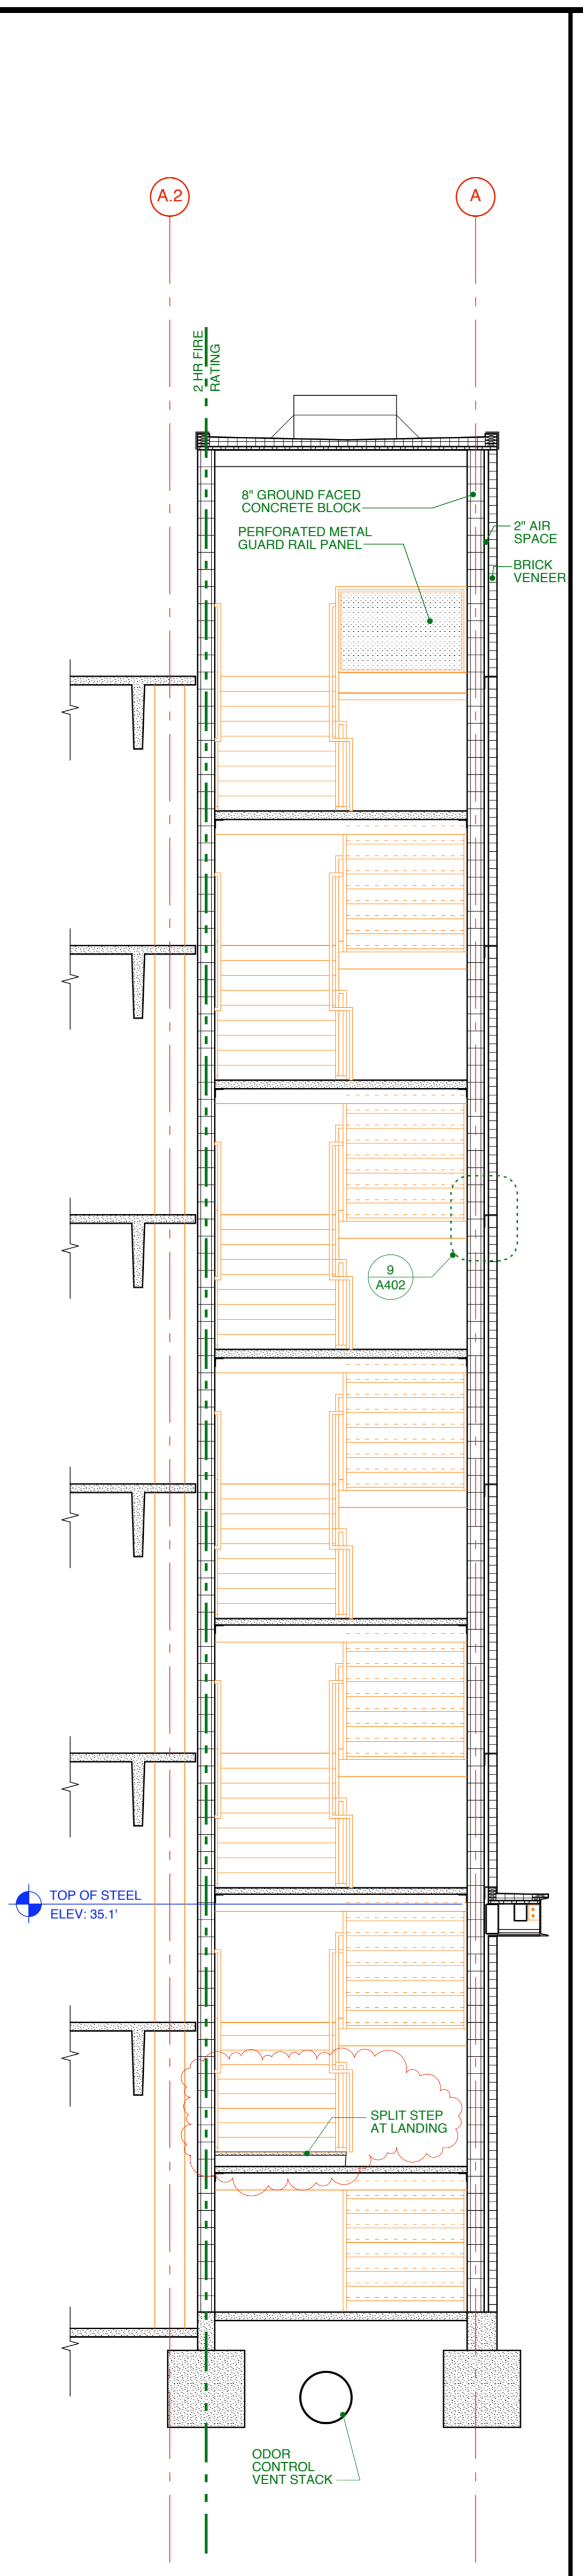 A.2
A
2 HR FIRE
RATING
8" GROUND FACED
CONCRETE BLOCK
PERFORATED METAL
GUARD RAIL PANEL
2" AIR
SPACE
BRICK
VENEER
9
A402
TOP OF STEEL
ELEV: 35.1'
SPLIT STEP
AT LANDING
ODOR
CONTROL
VENT STACK